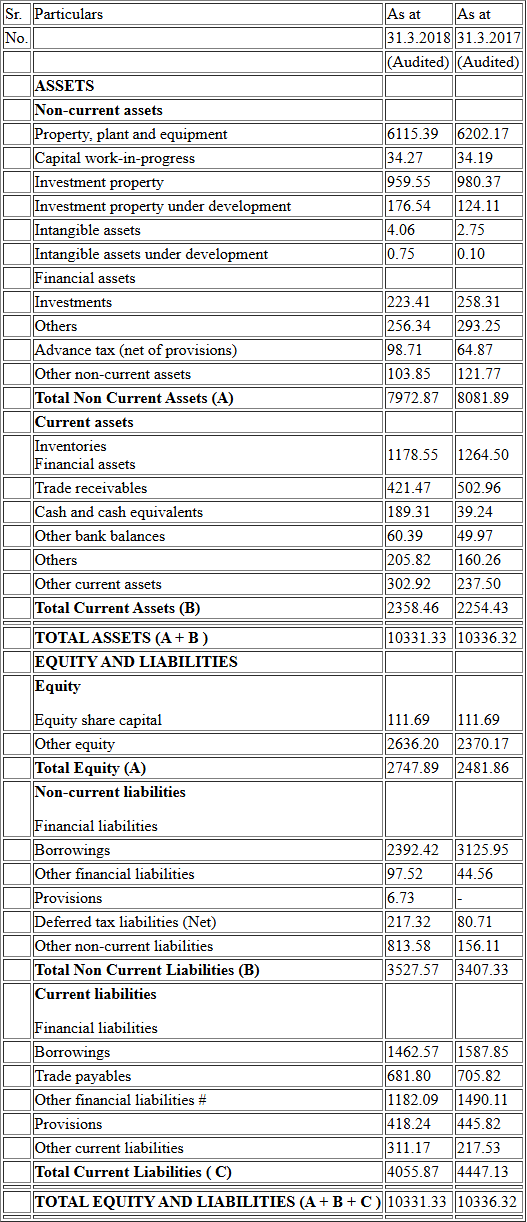 Sr. Particulars As at As at
No. 31.3.2018 31.3.2017
(Audited) (Audited)
ASSETS
Non-current assets
Property, plant and equipment 6115.39 6202.17
Capital work-in-progress 34.27 34.19
Investment property 959.55 980.37
Investment property under development 176.54 124.11
Intangible assets 4.06 2.75
Intangible assets under development 0.75 0.10
Financial assets
Investments 223.41 258.31
Others 256.34 293.25
Advance tax (net of provisions) 98.71 64.87
Other non-current assets 103.85 121.77
Total Non Current Assets (A) 7972.87 8081.89
Current assets
Inventories 1178.55 1264.50
Financial assets
Trade receivables 421.47 502.96
Cash and cash equivalents 189.31 39.24
Other bank balances 60.39 49.97
Others 205.82 160.26
Other current assets 302.92 237.50
Total Current Assets (B) 2358.46 2254.43
TOTAL ASSETS (A + B ) 10331.33 10336.32
EQUITY AND LIABILITIES
Equity
Equity share capital 111.69 111.69
Other equity 2636.20 2370.17
Total Equity (A) 2747.89 2481.86
Non-current liabilities
Financial liabilities
Borrowings 2392.42 3125.95
Other financial liabilities 97.52 44.56
Provisions 6.73 -
Deferred tax liabilities (Net) 217.32 80.71
Other non-current liabilities 813.58 156.11
Total Non Current Liabilities (B) 3527.57 3407.33
Current liabilities
Financial liabilities
Borrowings 1462.57 1587.85
Trade payables 681.80 705.82
Other financial liabilities # 1182.09 1490.11
Provisions 418.24 445.82
Other current liabilities 311.17 217.53
Total Current Liabilities ( C) 4055.87 4447.13
TOTAL EQUITY AND LIABILITIES (A + B + C ) 10331.33 10336.32